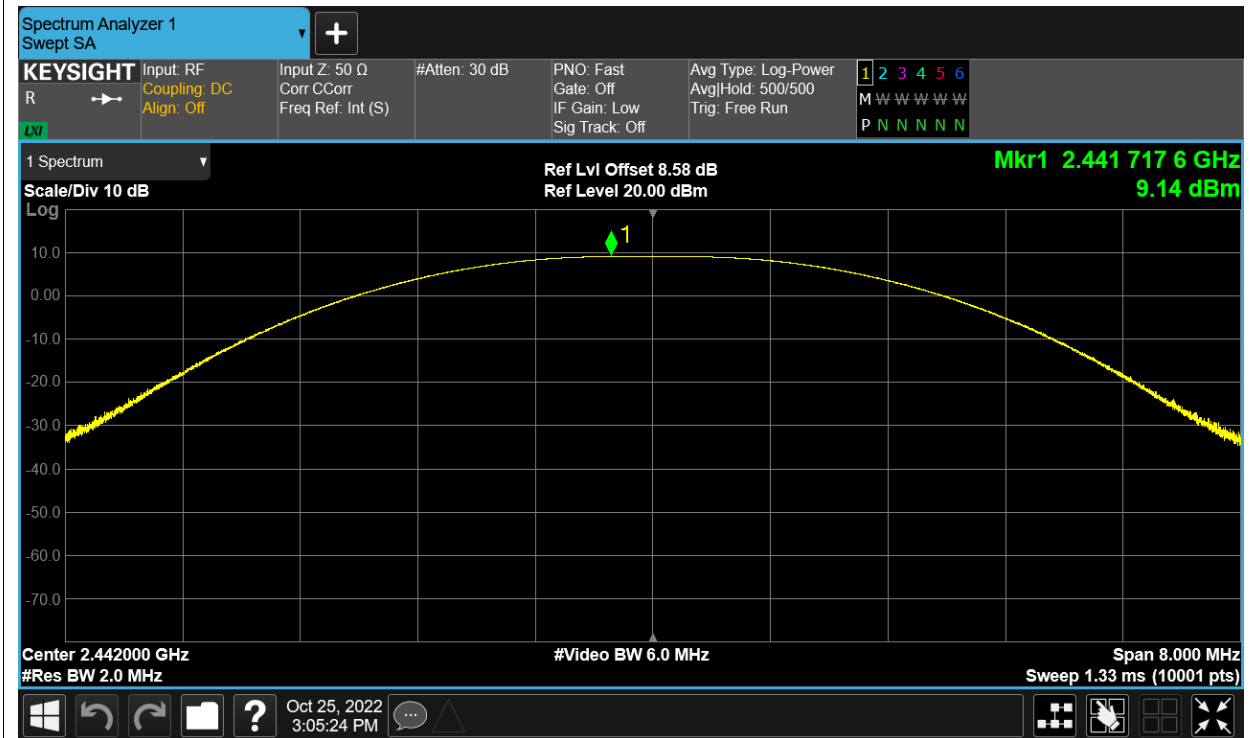 Spectrum Analyzer 1
Swept SA
KEYSIGHT
R
LXI
Input: RF
Coupling: DC
Align: Off
Input Z: 50 Ω
Corr CCorr
Freq Ref: Int (S)
#Atten: 30 dB
PNO: Fast
Gate: Off
IF Gain: Low
Sig Track: Off
Avg Type: Log-Power
Avg|Hold: 500/500
Trig: Free Run
1 2 3 4 5 6
M W W W W W
P N N N N N
1 Spectrum
Scale/Div 10 dB
Log
Ref Lvl Offset 8.58 dB
Ref Level 20.00 dBm
Mkr1 2.441 717 6 GHz
9.14 dBm
1
10.0
0.00
-10.0
-20.0
-30.0
-40.0
-50.0
-60.0
-70.0
Center 2.442000 GHz
#Video BW 6.0 MHz
Span 8.000 MHz
#Res BW 2.0 MHz
Sweep 1.33 ms (10001 pts)
?
Oct 25, 2022
3:05:24 PM